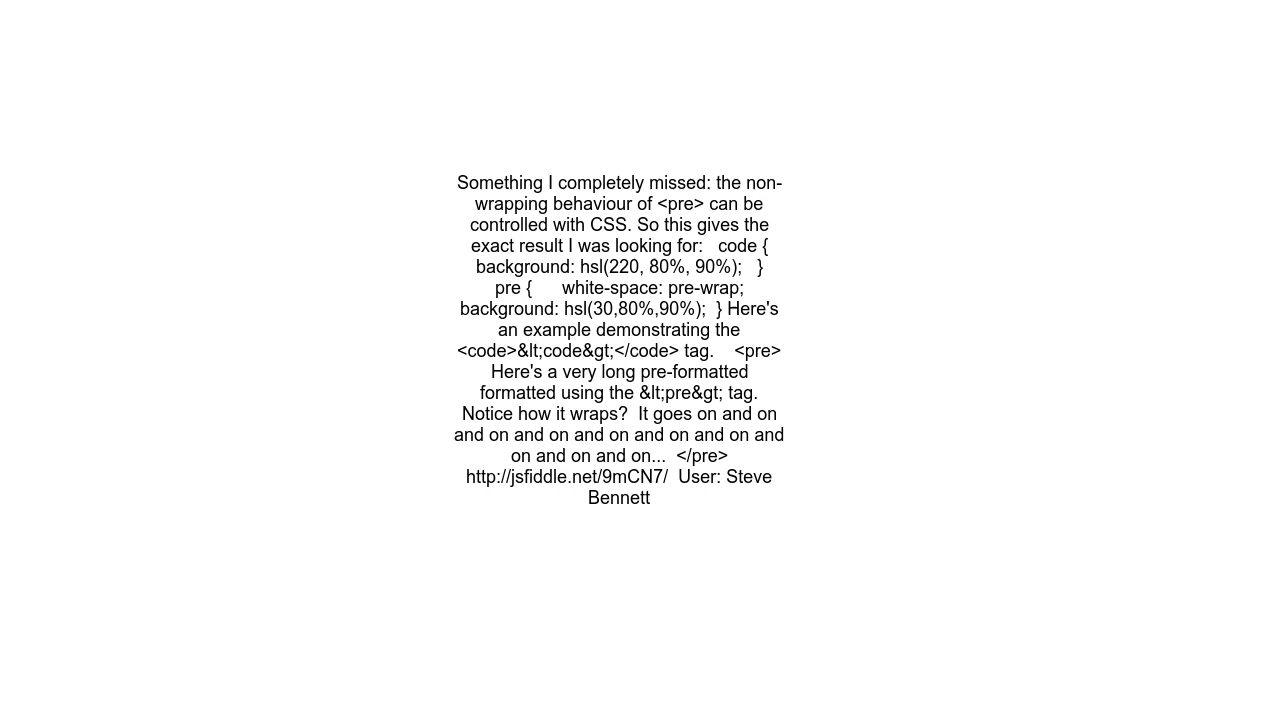 Something I completely missed: the non-
wrapping behaviour of <pre> can be
controlled with CSS. So this gives the
exact result I was looking for:   code {
background: hsl(220, 80%, 90%);   }
pre {      white-space: pre-wrap;
background: hsl(30,80%,90%);  } Here's
an example demonstrating the
<code>&lt;code&gt;</code> tag.    <pre>
Here's a very long pre-formatted
formatted using the &lt;pre&gt; tag.
Notice how it wraps?  It goes on and on
and on and on and on and on and on and
on and on and on...  </pre>
http://jsfiddle.net/9mCN7/  User: Steve
Bennett